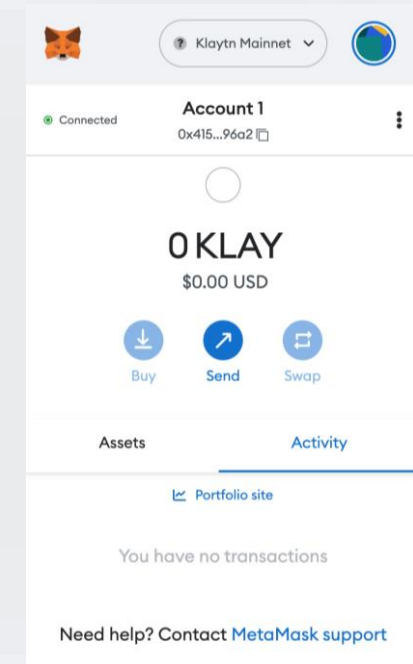 ? Klaytn Mainnet
Connected
Account 1
0x415...96a2
0 KLAY
$0.00 USD
Buy Send Swap
Assets Activity
Portfolio site
You have no transactions
Need help? Contact MetaMask support